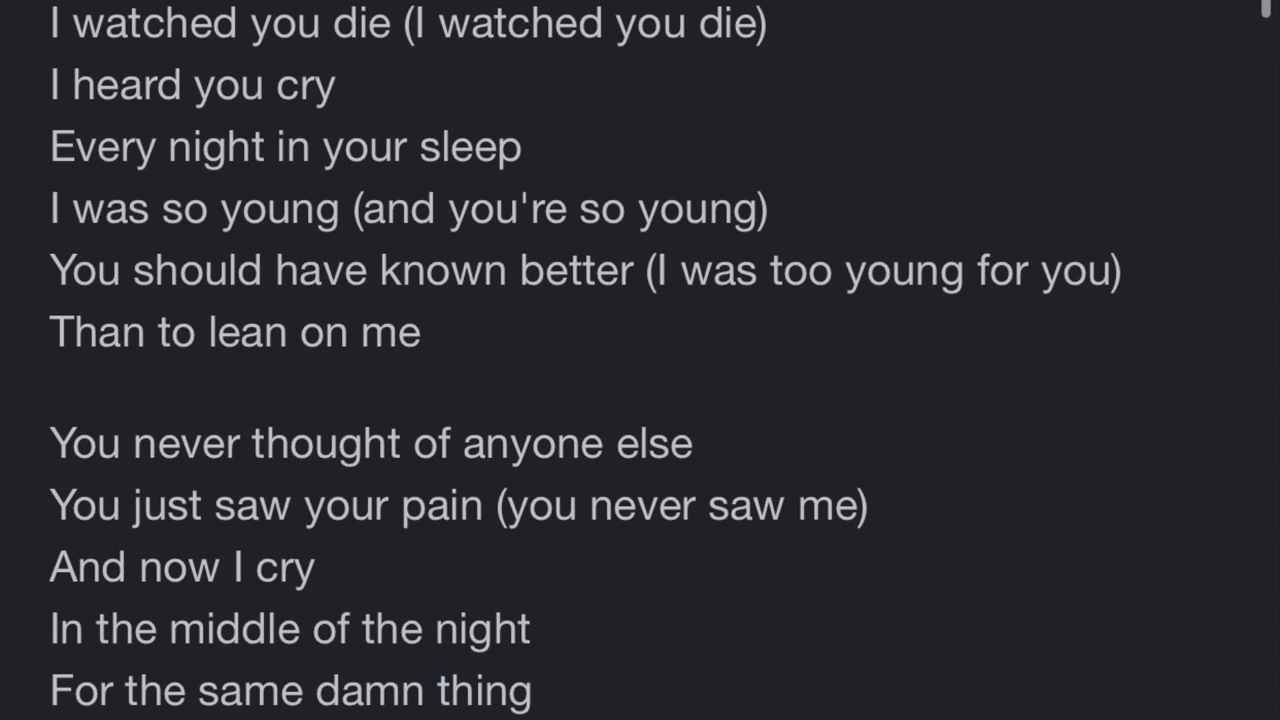 I watched you die (I watched you die)
I heard you cry
Every night in your sleep
I was so young (and you're so young)
You should have known better (I was too young for you)
Than to lean on me
You never thought of anyone else
You just saw your pain (you never saw me)
And now I cry
In the middle of the night
For the same damn thing